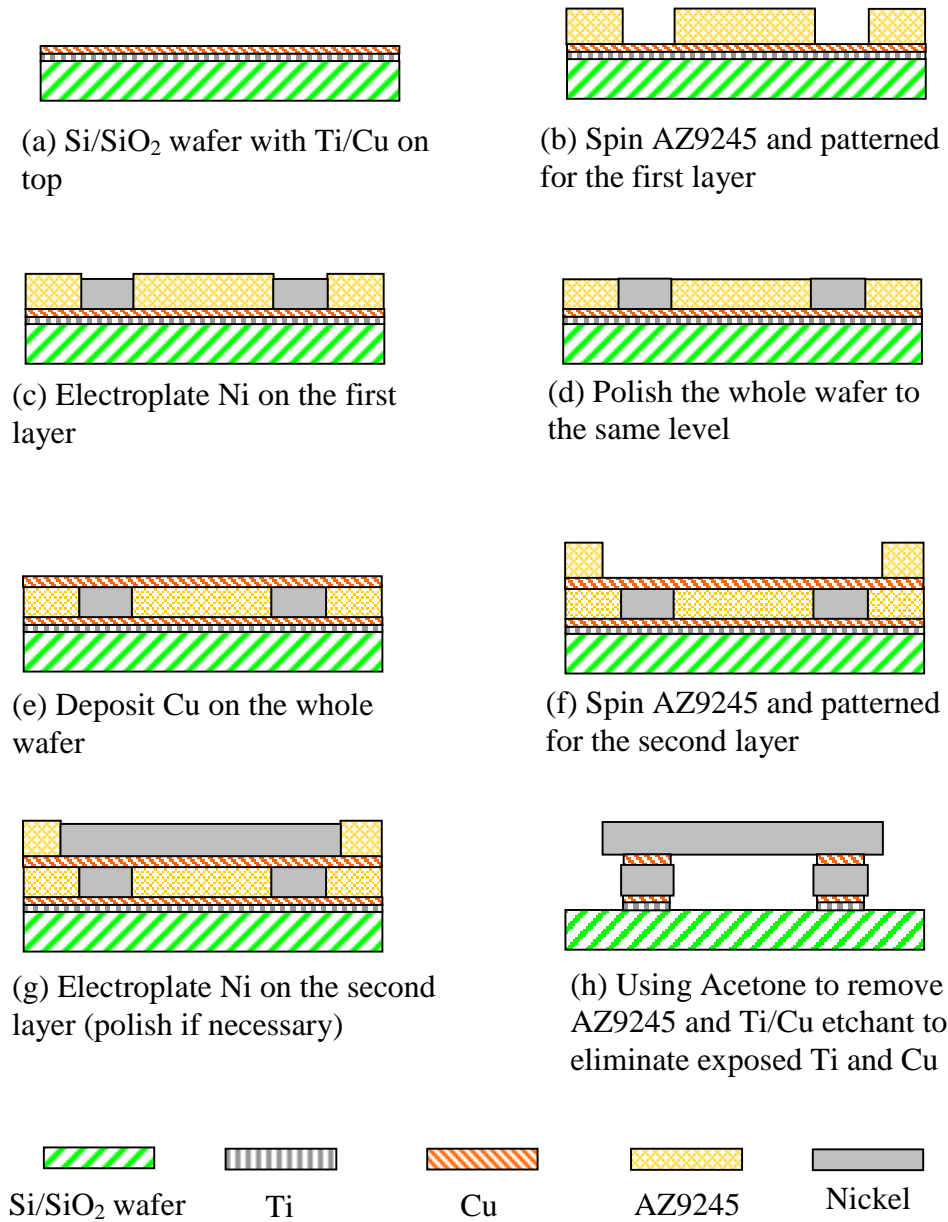 (a) Si/SiO₂ wafer with Ti/Cu on
top
(b) Spin AZ9245 and patterned
for the first layer
(c) Electroplate Ni on the first
layer
(d) Polish the whole wafer to
the same level
(e) Deposit Cu on the whole
wafer
(f) Spin AZ9245 and patterned
for the second layer
(g) Electroplate Ni on the second
layer (polish if necessary)
(h) Using Acetone to remove
AZ9245 and Ti/Cu etchant to
eliminate exposed Ti and Cu
Si/SiO₂ wafer
Ti
Cu
AZ9245
Nickel